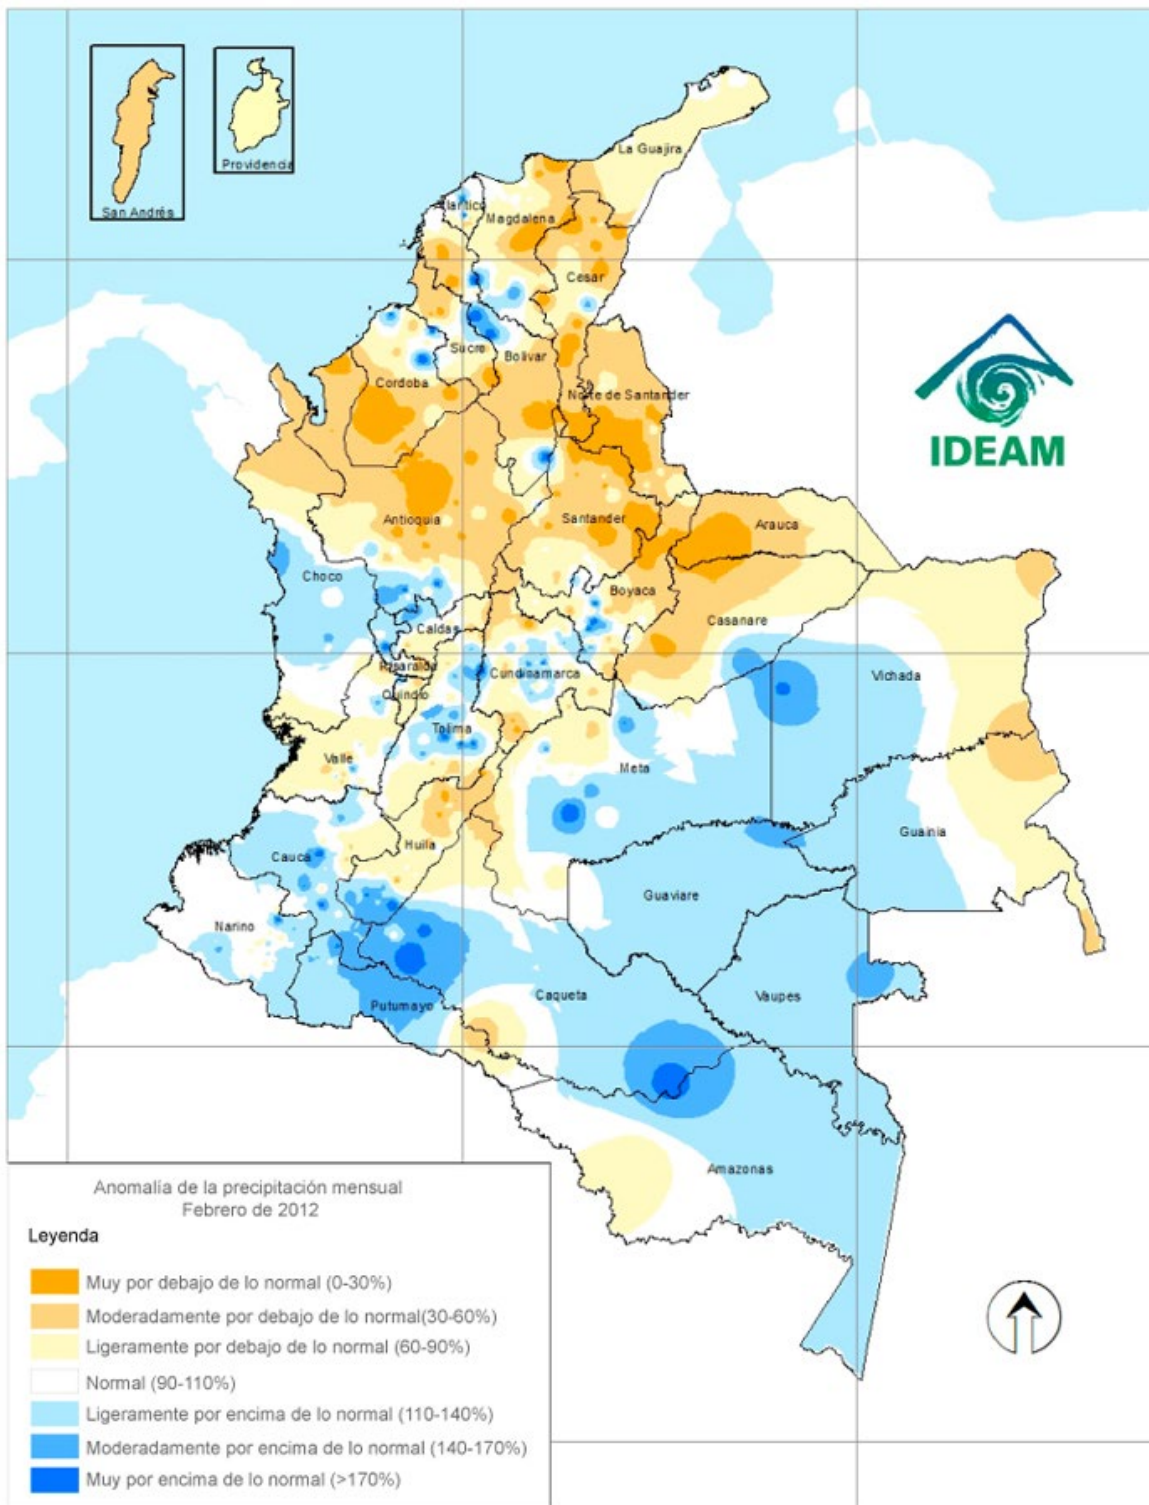 La Guajira
Providencia
San Andrés
Magdalena
Cesar
Sucre
Bolivar
Cordoba
Norte de Santander
IDEAM
Antioquia
Santander
Arauca
Choco
Boyaca
Casanare
Caldas
Risaralda
Cundinamarca
Vichada
Quindio
Tolima
Valle
Meta
Guainia
Huila
Cauca
Guaviare
Narino
Caqueta
Vaupes
Putumayo
Amazonas
Anomalía de la precipitación mensual
Febrero de 2012
Leyenda
Muy por debajo de lo normal (0-30%)
Moderadamente por debajo de lo normal(30-60%)
Ligeramente por debajo de lo normal (60-90%)
Normal (90-110%)
Ligeramente por encima de lo normal (110-140%)
Moderadamente por encima de lo normal (140-170%)
Muy por encima de lo normal (>170%)